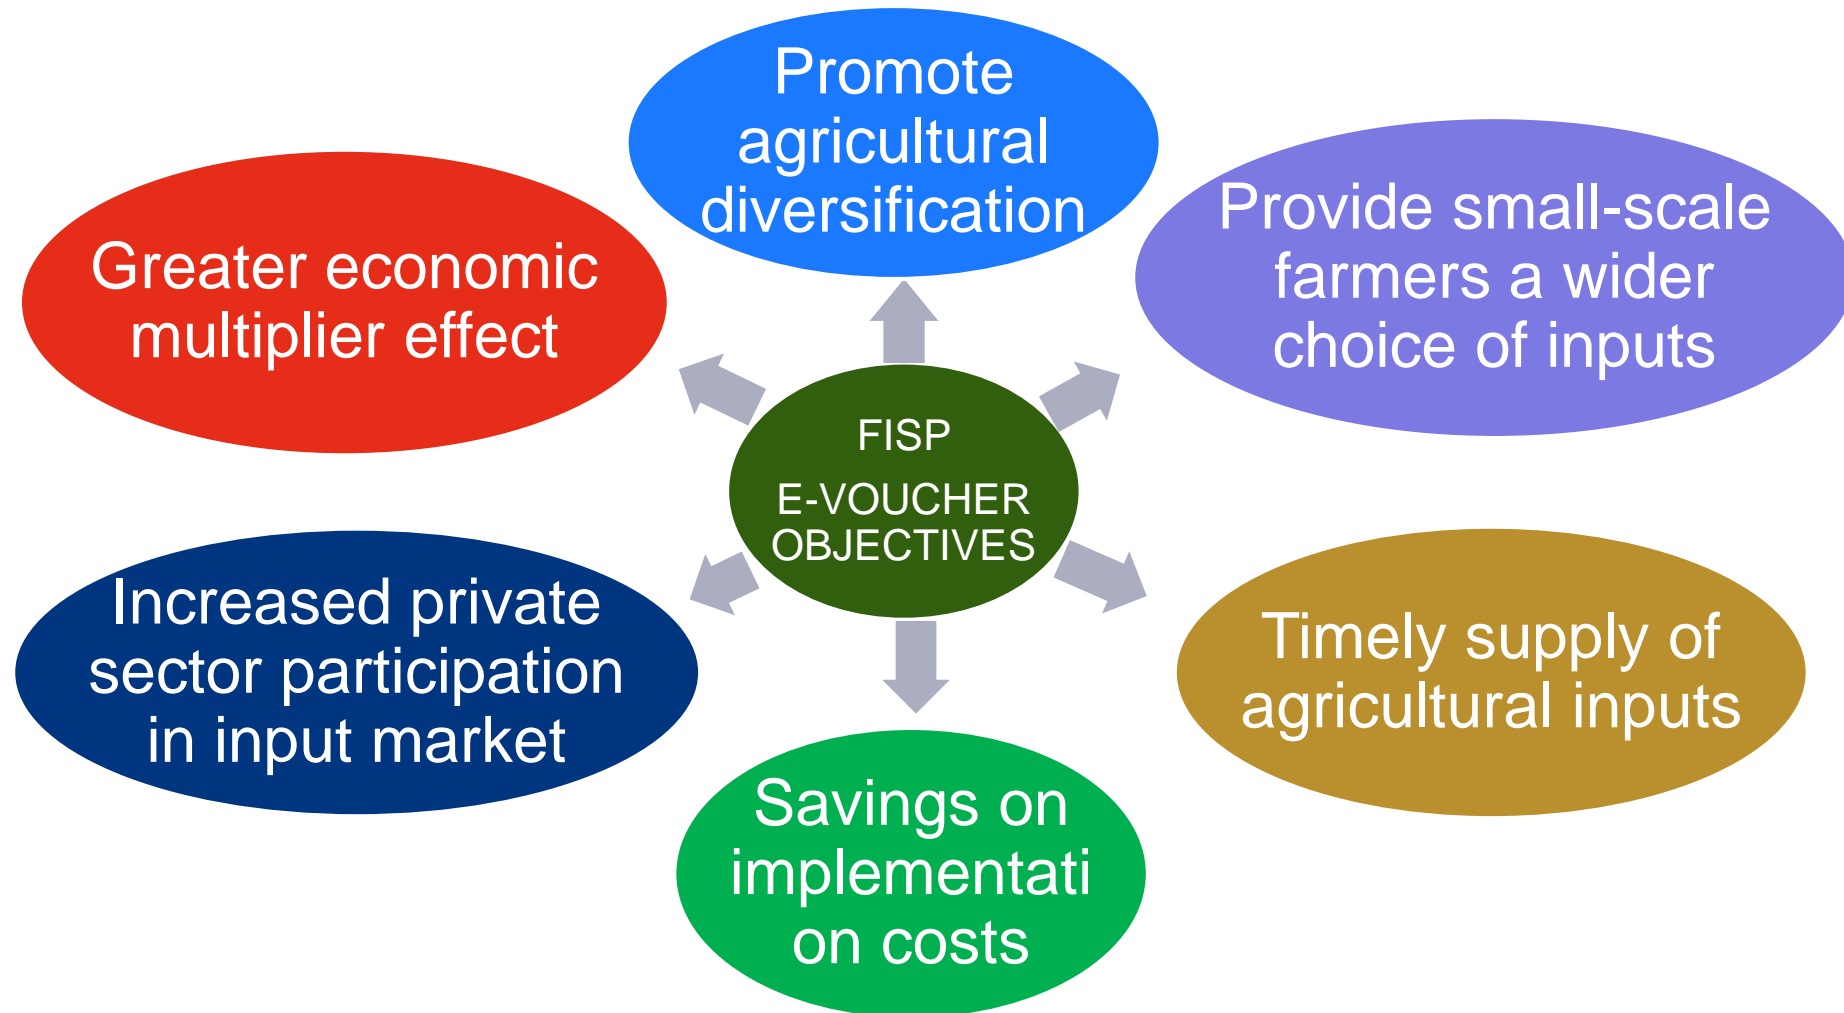 Promote
agricultural
diversification
Provide small-scale
farmers a wider
choice of inputs
Greater economic
multiplier effect
FISP
E-VOUCHER
OBJECTIVES
Increased private
sector participation
in input market
Timely supply of
agricultural inputs
Savings on
implementati
on costs